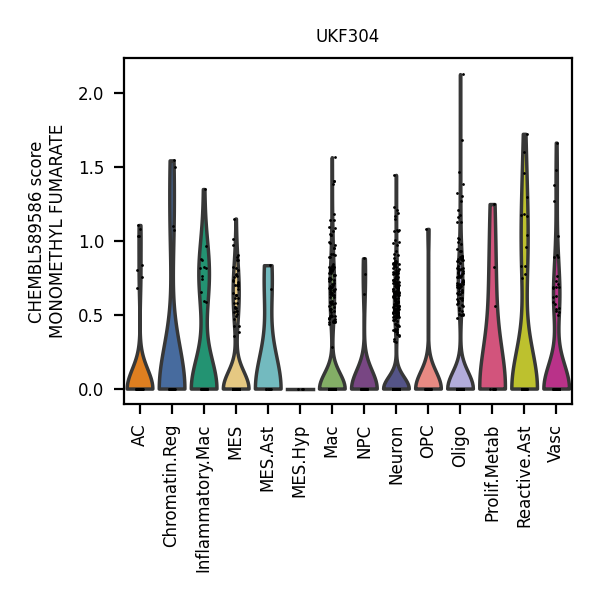 UKF304
CHEMBL589586 score
MONOMETHYL FUMARATE
2.0
1.5
1.0
0.5
0.0
AC
Chromatin.Reg
Inflammatory.Mac
MES
MES.Ast
MES.Hyp
Mac
NPC
Neuron
OPC
Oligo
Prolif.Metab
Reactive.Ast
Vasc